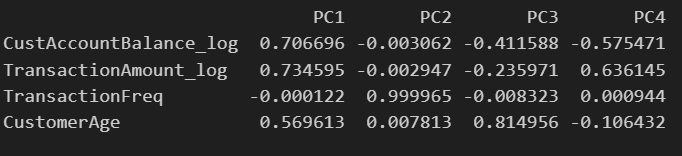 PC1 PC2 PC3 PC4
CustAccountBalance_log 0.706696 -0.003062 -0.411588 -0.575471
TransactionAmount_log 0.734595 -0.002947 -0.235971 0.636145
TransactionFreq -0.000122 0.999965 -0.008323 0.000944
CustomerAge 0.569613 0.007813 0.814956 -0.106432